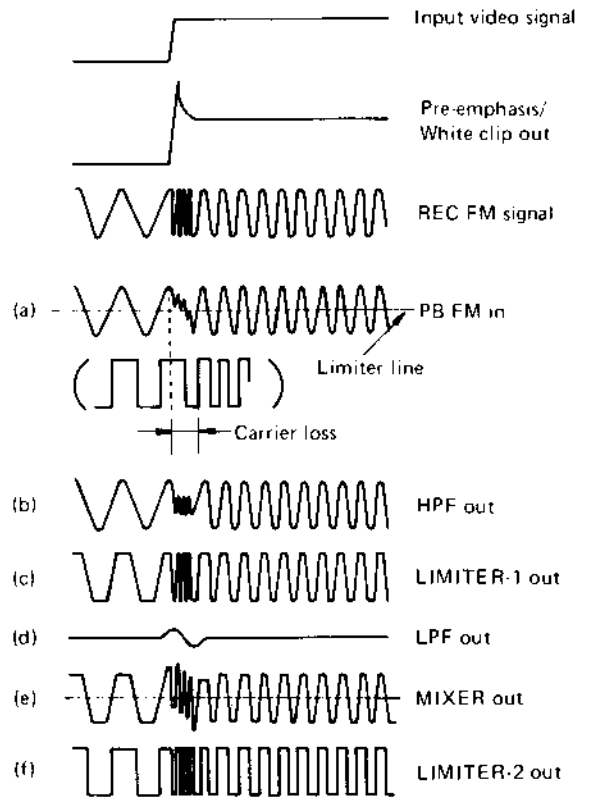 Input video signal
Pre-emphasis/
White clip out
REC FM signal
(a) PB FM in
Limiter line
Carrier loss
(b) HPF out
(c) LIMITER-1 out
(d) LPF out
(e) MIXER out
(f) LIMITER-2 out